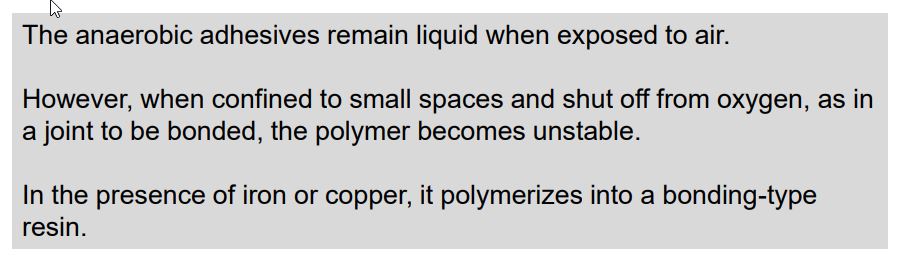 The anaerobic adhesives remain liquid when exposed to air.
However, when confined to small spaces and shut off from oxygen, as in
a joint to be bonded, the polymer becomes unstable.
In the presence of iron or copper, it polymerizes into a bonding-type
resin.